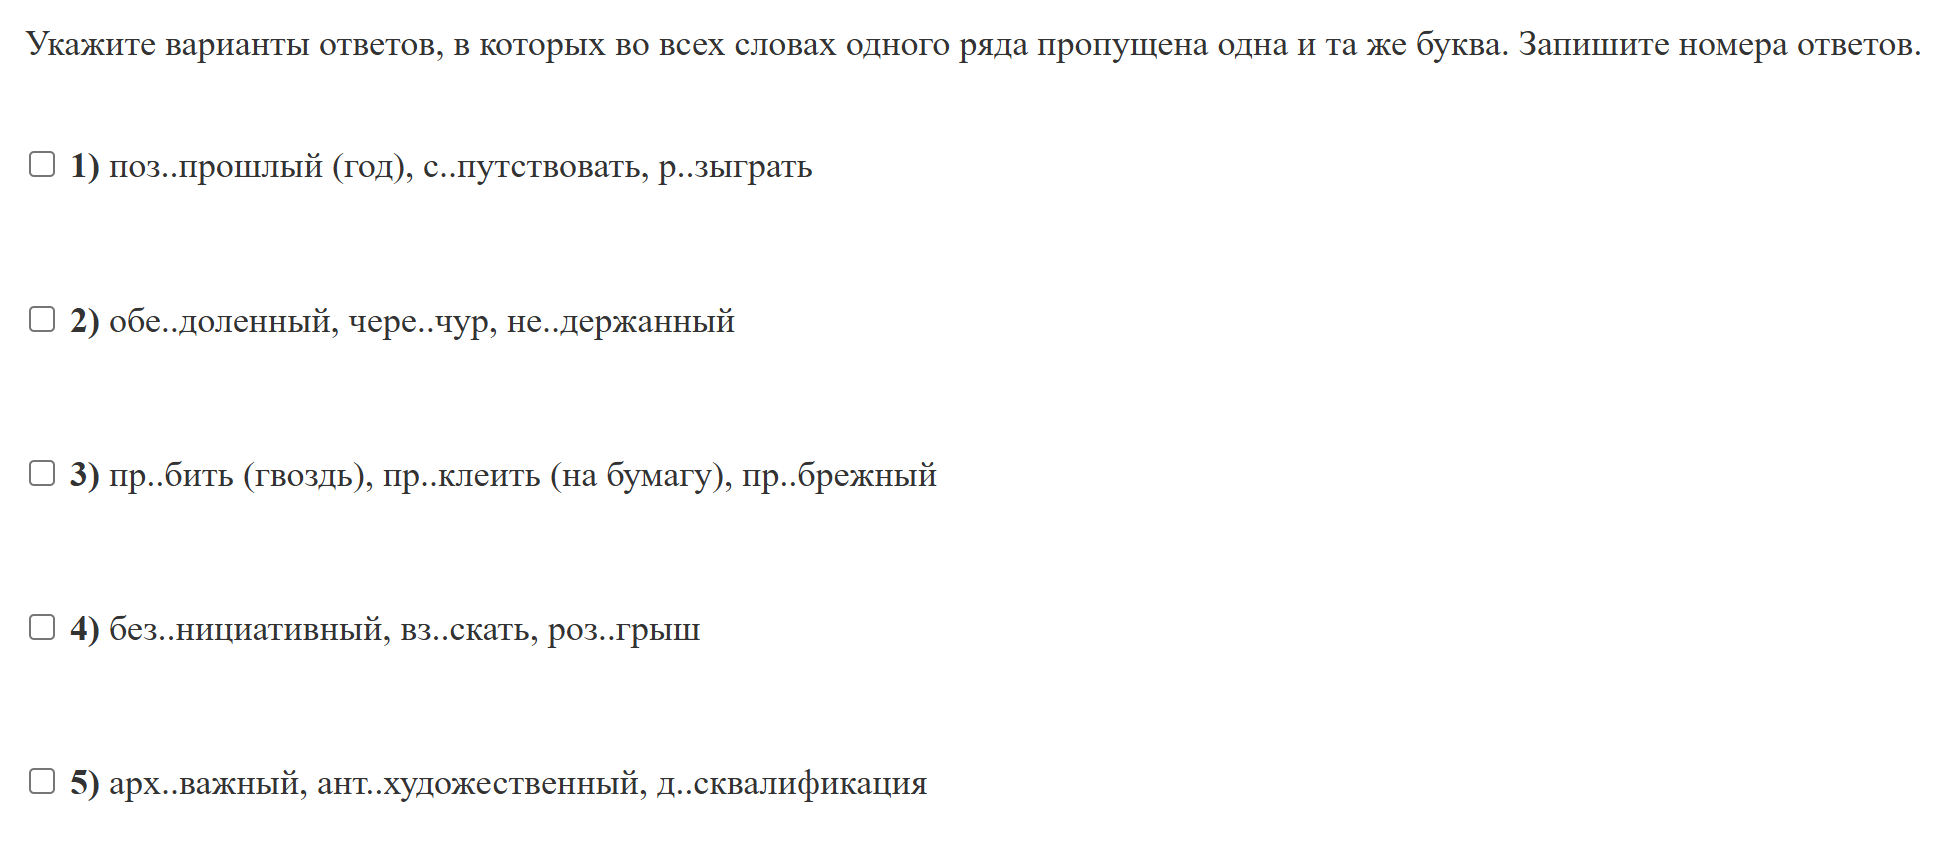 Укажите варианты ответов, в которых во всех словах одного ряда пропущена одна и та же буква. Запишите номера ответов.
1) поз..прошлый (год), с..путствовать, р..зыграть
2) обе..доленный, чере..чур, не..держанный
3) пр..бить (гвоздь), пр..клеить (на бумагу), пр..брежный
4) без..нициативный, вз..скать, роз..грыш
5) арх..важный, ант..художественный, д..сквалификация